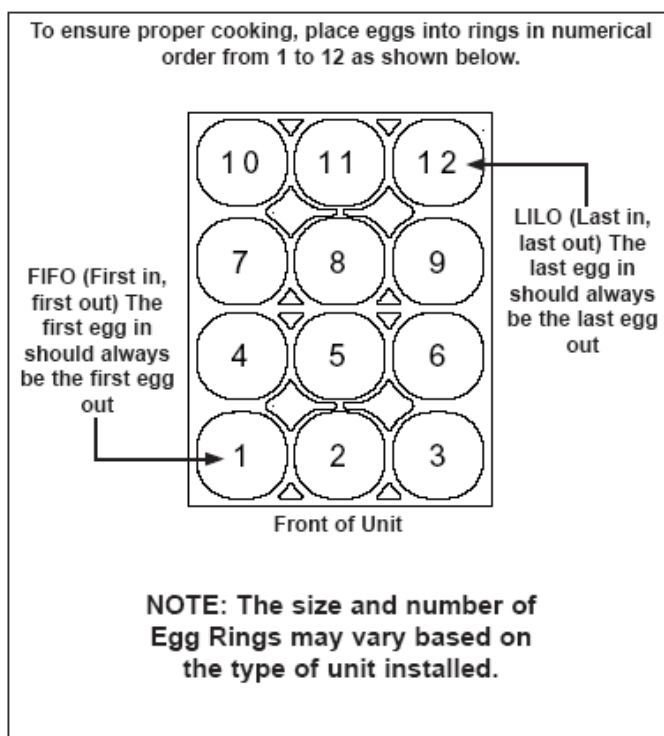 To ensure proper cooking, place eggs into rings in numerical
order from 1 to 12 as shown below.
10 11 12
7 8 9
4 5 6
1 2 3
FIFO (First in,
first out) The
first egg in
should always
be the first egg
out
LILO (Last in,
last out) The
last egg in
should always
be the last egg
out
Front of Unit
NOTE: The size and number of
Egg Rings may vary based on
the type of unit installed.